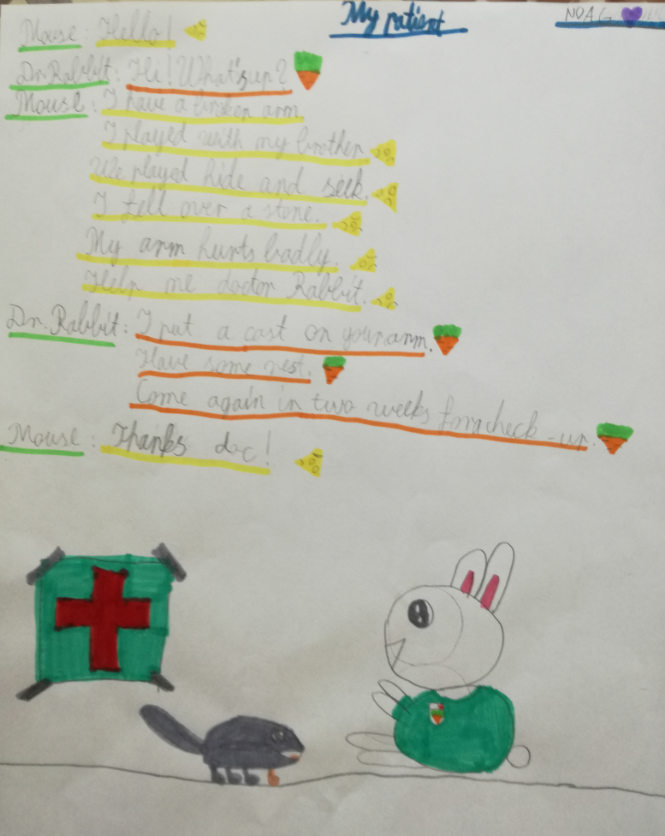 My patient
NOA G
Mouse: Hello!
Dr.Rabbit: Hi! What's up?
Mouse: I have a broken arm.
I played with my brother.
We played hide and seek.
I fell over a stone.
My arm hurts badly.
Help me doctor Rabbit.
Dr. Rabbit: I put a cast on your arm.
Have some rest.
Come again in two weeks for check-up.
Mouse: Thanks doc!